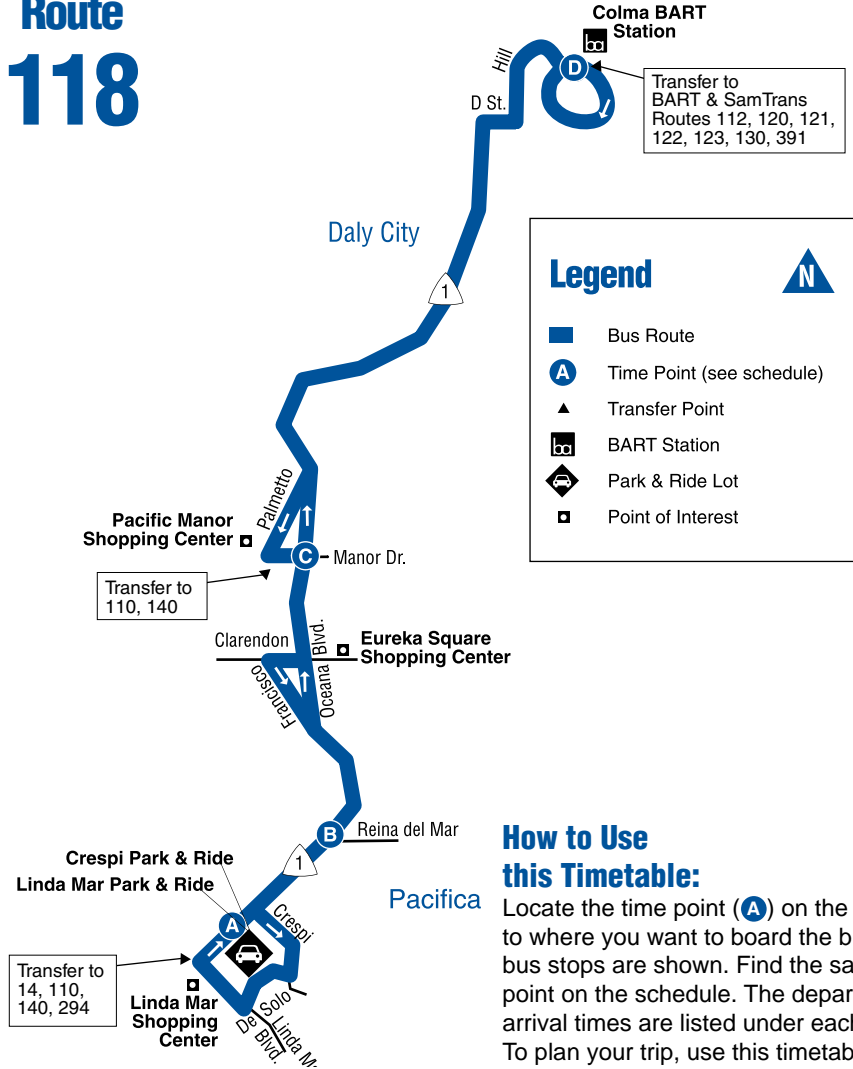 Route
118
Colma BART
Station
Hill
D
D St.
Transfer to
BART & SamTrans
Routes 112, 120, 121,
122, 123, 130, 391
Daly City
1
Legend
N
Bus Route
A Time Point (see schedule)
Transfer Point
ba BART Station
Park & Ride Lot
Point of Interest
Palmetto
Pacific Manor
Shopping Center
C
Manor Dr.
Transfer to
110, 140
Clarendon
Oceana Blvd.
Eureka Square
Shopping Center
Francisco
B
Reina del Mar
1
Crespi Park & Ride
Linda Mar Park & Ride
Pacifica
A
Crespi
Transfer to
14, 110,
140, 294
Linda Mar
Shopping
Center
De Solo
Linda
Blvd.
How to Use
this Timetable:
Locate the time point (A) on the
to where you want to board the
bus stops are shown. Find the
point on the schedule. The
arrival times are listed under
To plan your trip, use this